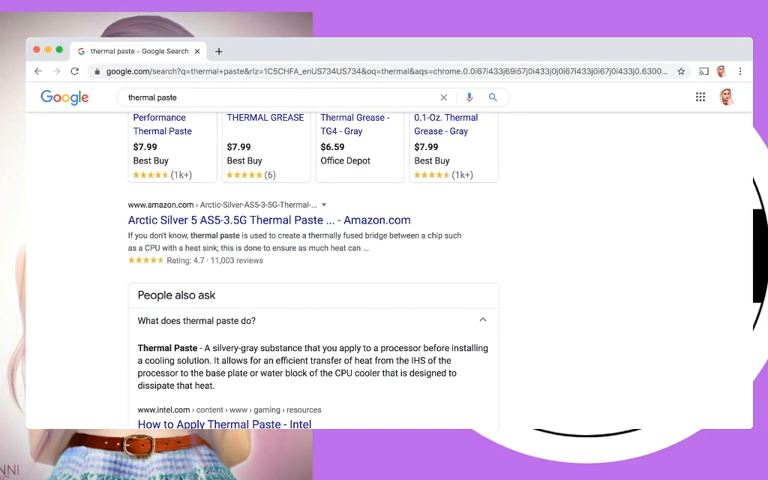 thermal paste - Google Search
google.com/search?q=thermal+paste&rlz=1C5CHFA_enUS734US734&oq=thermal&aqs=chrome.0.0i67i433j69i57j0i433j0j0i67i433j0i67j0i433j0.6300...
Google
thermal paste
Performance
Thermal Paste
$7.99
Best Buy
(1k+)
THERMAL GREASE
$7.99
Best Buy
(6)
Thermal Grease -
TG4 - Gray
$6.59
Office Depot
0.1-Oz. Thermal
Grease - Gray
$7.99
Best Buy
(1k+)
www.amazon.com › Arctic-Silver-AS5-3-5G-Thermal-...
Arctic Silver 5 AS5-3.5G Thermal Paste ... - Amazon.com
If you don't know, thermal paste is used to create a thermally fused bridge between a chip such
as a CPU with a heat sink; this is done to ensure as much heat can ...
Rating: 4.7 · 11,003 reviews
People also ask
What does thermal paste do?
Thermal Paste - A silvery-gray substance that you apply to a processor before installing
a cooling solution. It allows for an efficient transfer of heat from the IHS of the
processor to the base plate or water block of the CPU cooler that is designed to
dissipate that heat.
www.intel.com › content › www › gaming › resources
How to Apply Thermal Paste - Intel